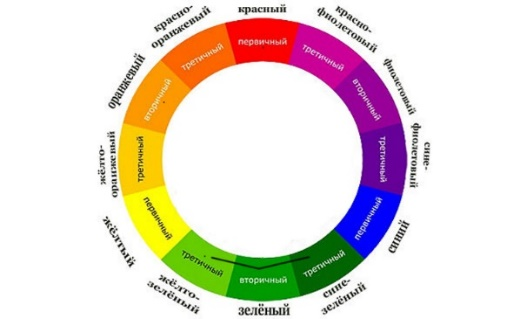 красный
первичный
красно-
фиолетовый
третичный
фиолетовый
вторичный
сине-
фиолетовый
третичный
синий
первичный
сине-
зелёный
третичный
зелёный
вторичный
жёлто-
зелёный
третичный
жёлтый
первичный
жёлто-
оранжевый
третичный
оранжевый
вторичный
красно-
оранжевый
третичный